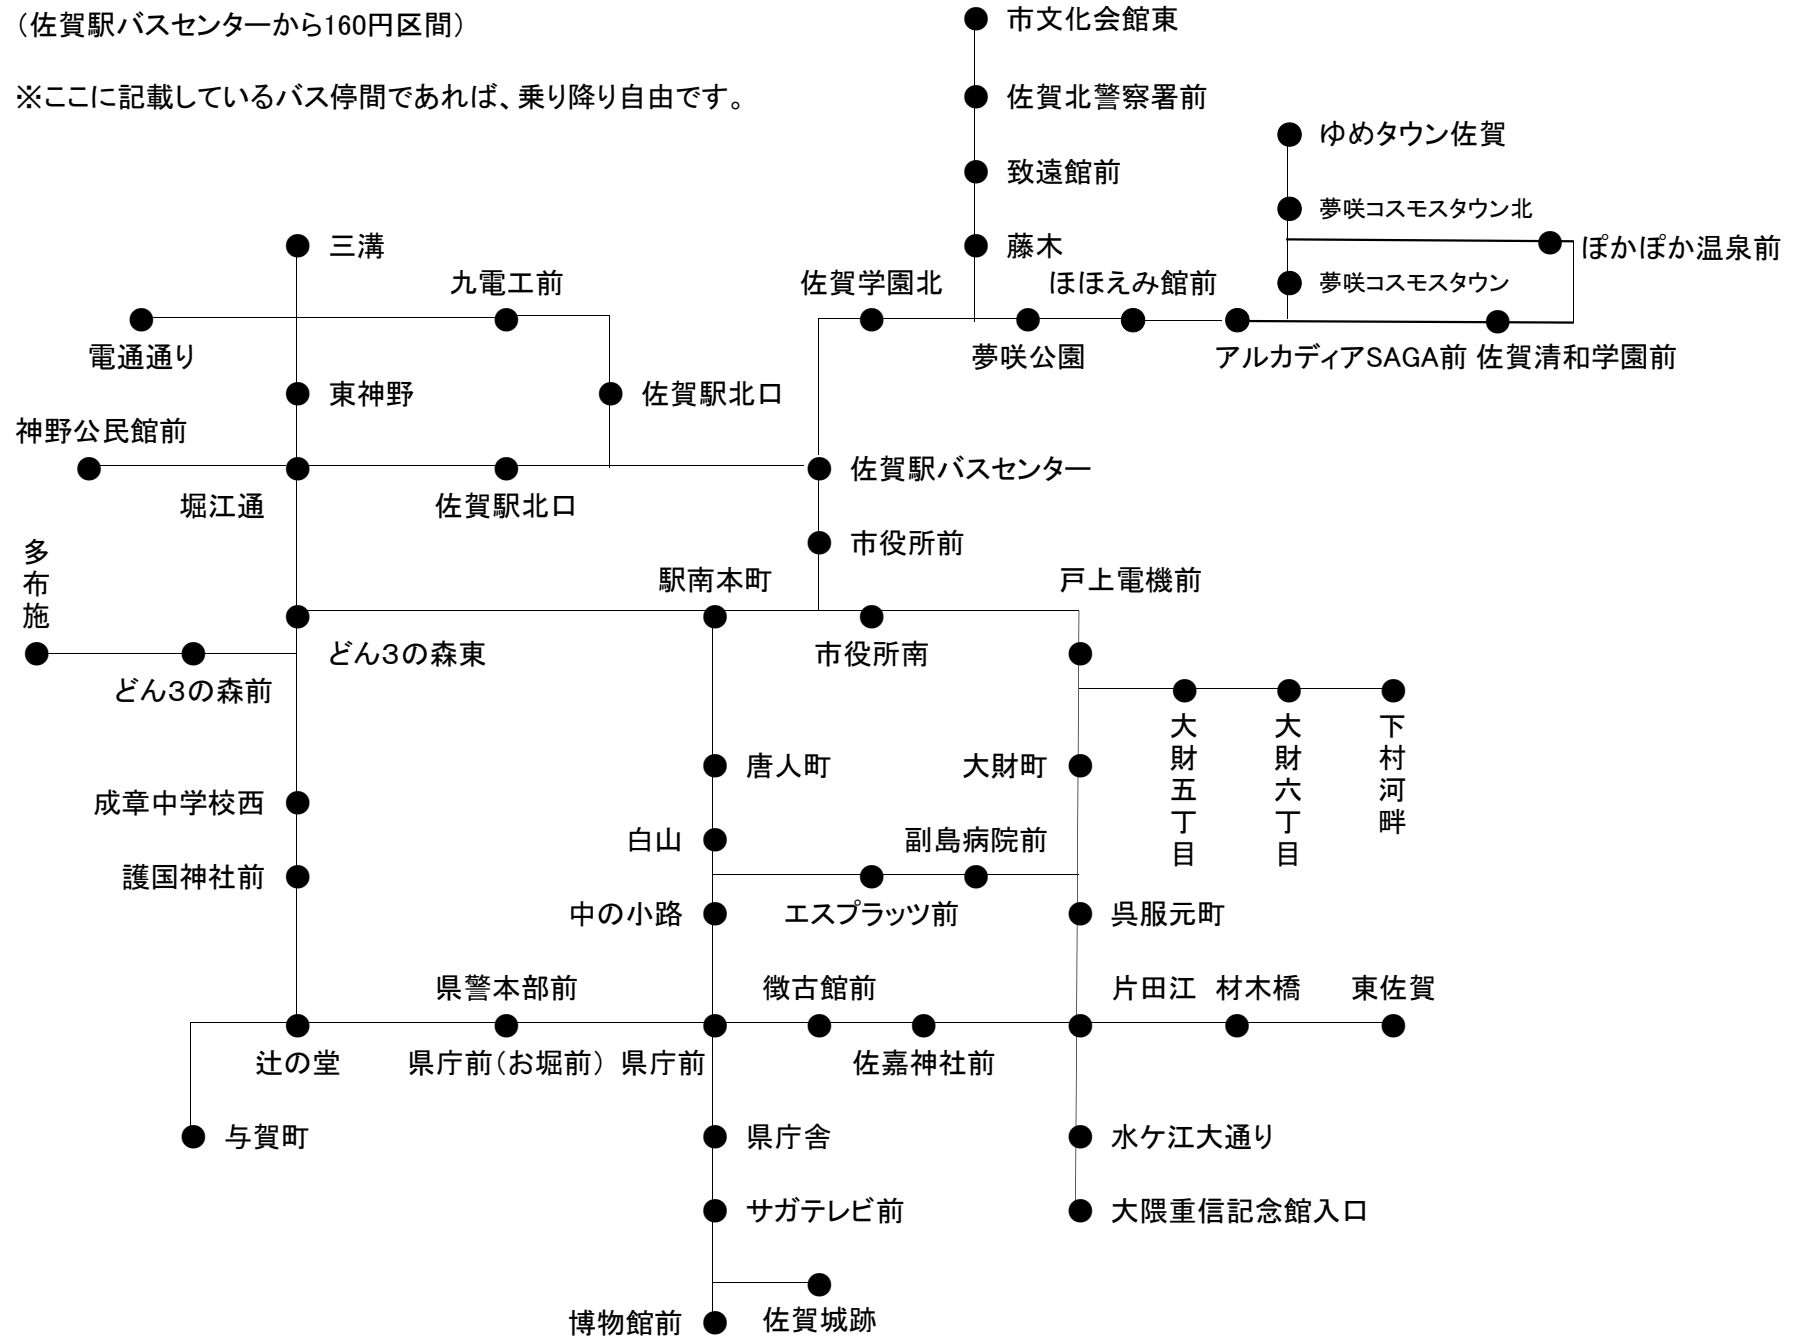 （佐賀駅バスセンターから160円区間）
市文化会館東
※ここに記載しているバス停間であれば、乗り降り自由です。
佐賀北警察署前
ゆめタウン佐賀
致遠館前
夢咲コスモスタウン北
三溝
藤木
ぽかぽか温泉前
九電工前
佐賀学園北
ほほえみ館前
夢咲コスモスタウン
電通通り
夢咲公園
アルカディアSAGA前
佐賀清和学園前
東神野
佐賀駅北口
神野公民館前
佐賀駅バスセンター
堀江通
佐賀駅北口
市役所前
多布施
駅南本町
戸上電機前
どん3の森東
市役所南
どん3の森前
大財五丁目
大財六丁目
下村河畔
唐人町
大財町
成章中学校西
白山
副島病院前
護国神社前
中の小路
エスプラッツ前
呉服元町
県警本部前
徴古館前
片田江
材木橋
東佐賀
辻の堂
県庁前（お堀前）
県庁前
佐嘉神社前
与賀町
県庁舎
水ケ江大通り
サガテレビ前
大隈重信記念館入口
博物館前
佐賀城跡